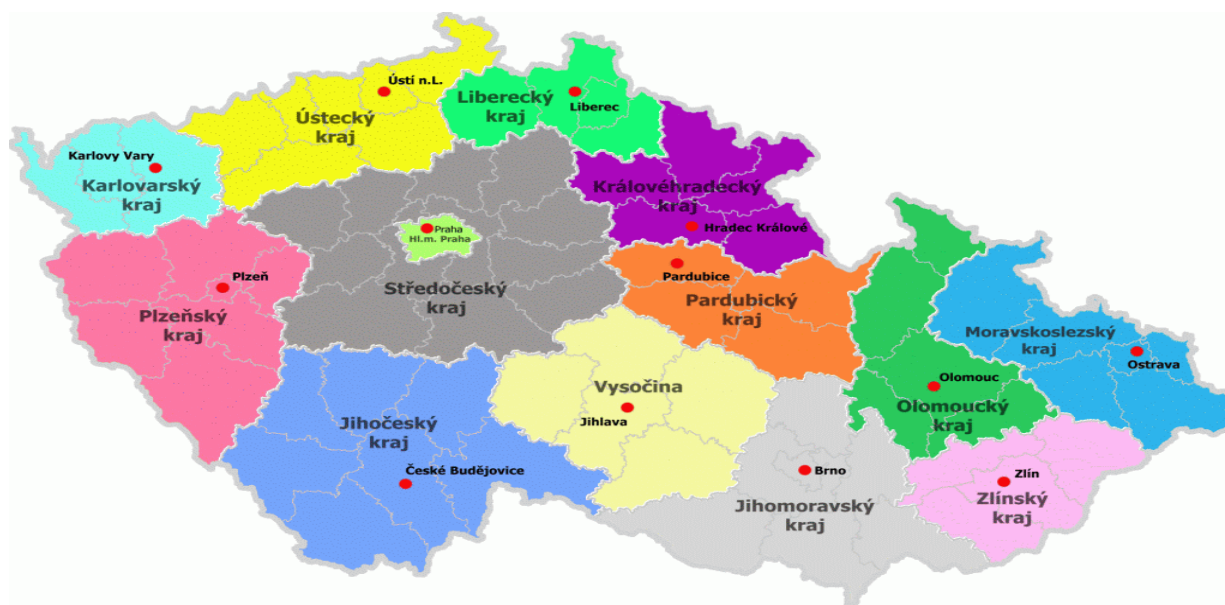 Ústí n.L.
Ústecký
kraj
Liberecký
kraj
Liberec
Karlovy Vary
Karlovarský
kraj
Královéhradecký
kraj
Hradec Králové
Praha
Hl.m. Praha
Plzeň
Plzeňský
kraj
Středočeský
kraj
Pardubice
Pardubický
kraj
Moravskoslezský
kraj
Ostrava
Vysočina
Jihlava
Olomouc
Olomoucký
kraj
Jihočeský
kraj
České Budějovice
Brno
Jihomoravský
kraj
Zlín
Zlínský
kraj